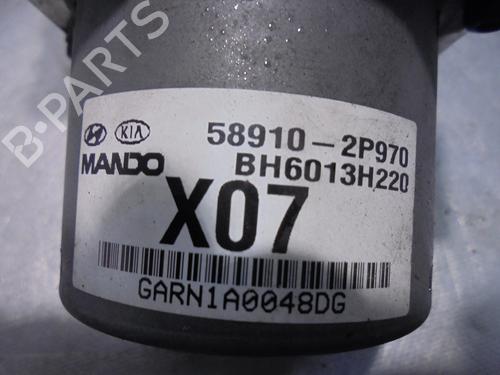 B-PARTS
KIA
58910-2P970
MANDO
BH6013H220
X07
GARN1A0048DG